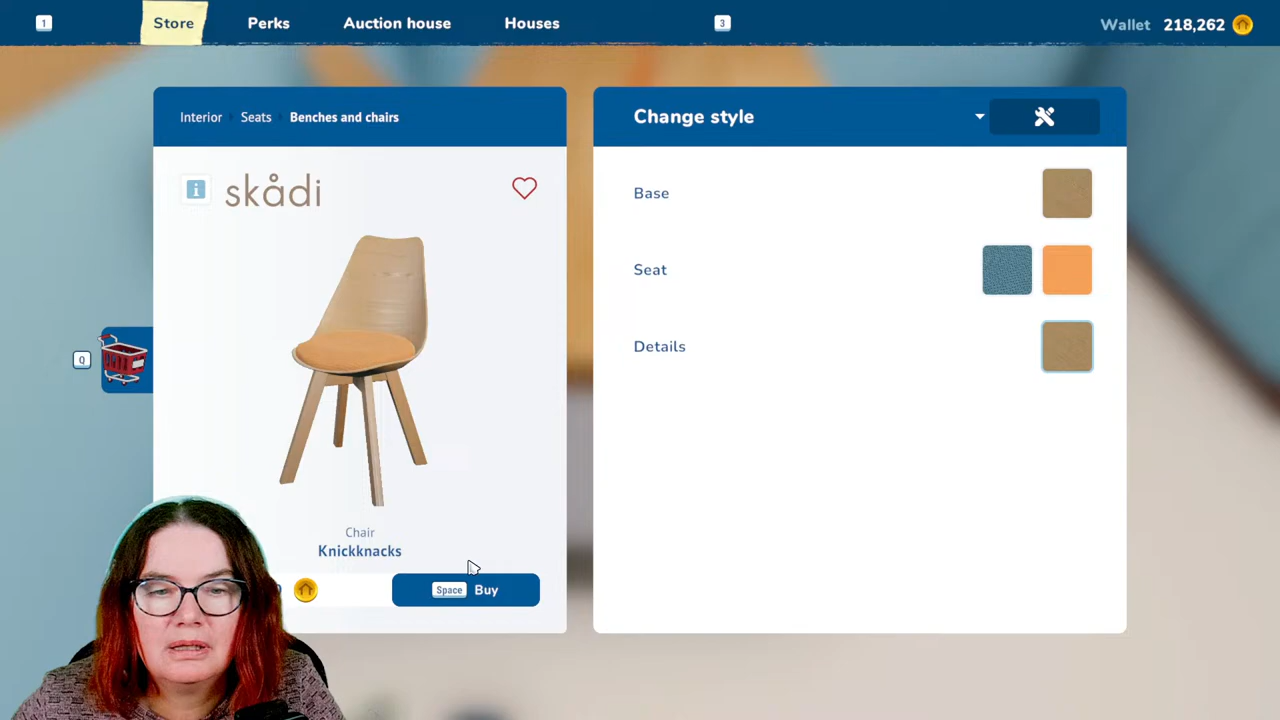 1
Store
Perks
Auction house
Houses
3
Wallet 218,262
Interior Seats Benches and chairs
i
skådi
Chair
Knickknacks
Space Buy
Q
Change style
Base
Seat
Details